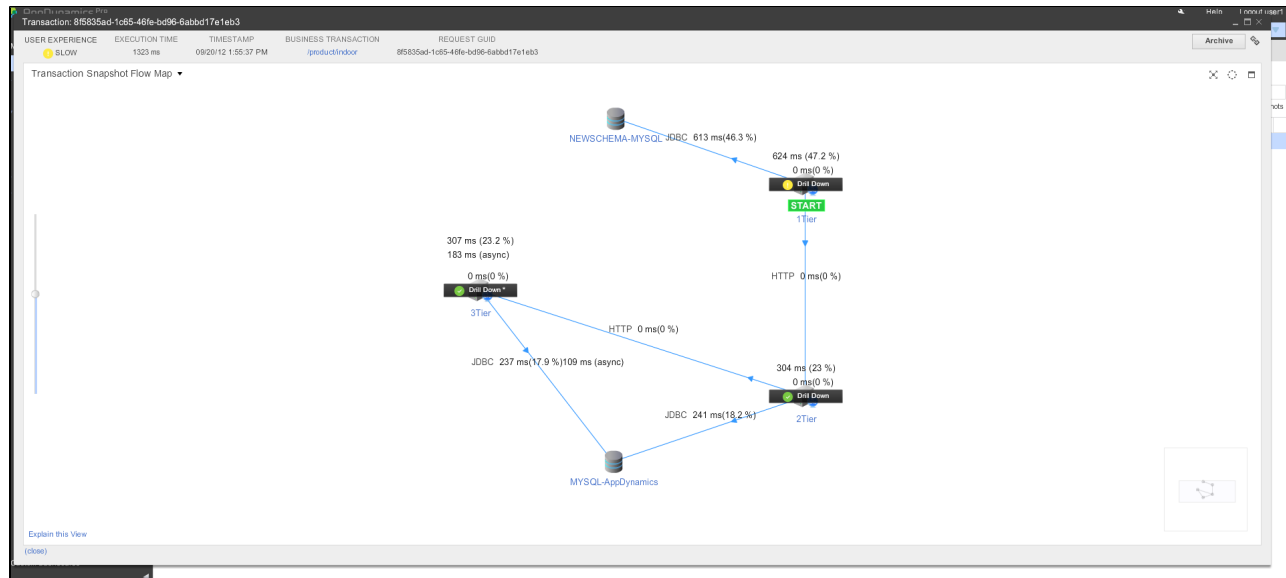 AppDynamics Pro
Help Logout user1
Transaction: 8f5835ad-1c65-46fe-bd96-6abbd17e1eb3
USER EXPERIENCE EXECUTION TIME TIMESTAMP BUSINESS TRANSACTION REQUEST GUID
SLOW 1323 ms 09/20/12 1:55:37 PM /product/indoor 8f5835ad-1c65-46fe-bd96-6abbd17e1eb3
Archive
Transaction Snapshot Flow Map
NEWSCHEMA-MYSQL JDBC 613 ms(46.3 %)
624 ms (47.2 %)
0 ms(0 %)
Drill Down
START
1Tier
307 ms (23.2 %)
183 ms (async)
0 ms(0 %)
Drill Down *
3Tier
HTTP 0 ms(0 %)
HTTP 0 ms(0 %)
JDBC 237 ms(17.9 %)109 ms (async)
304 ms (23 %)
0 ms(0 %)
Drill Down
2Tier
JDBC 241 ms(18.2 %)
MYSQL-AppDynamics
Explain this View
(close)